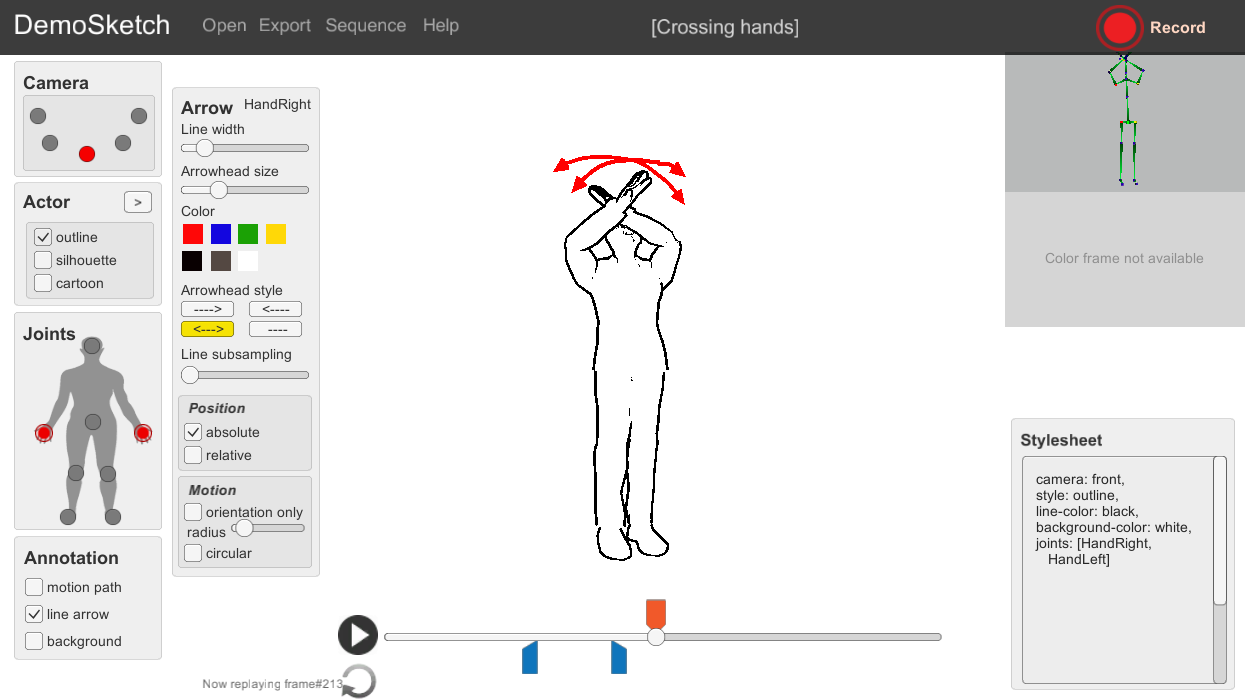 DemoSketch
Open Export Sequence Help
[Crossing hands]
Record
Camera
Actor
>
outline
silhouette
cartoon
Joints
Annotation
motion path
line arrow
background
Arrow HandRight
Line width
Arrowhead size
Color
Arrowhead style
----> <----
<---> ----
Line subsampling
Position
absolute
relative
Motion
orientation only
radius
circular
Now replaying frame#213
Color frame not available
Stylesheet
camera: front,
style: outline,
line-color: black,
background-color: white,
joints: [HandRight,
HandLeft]